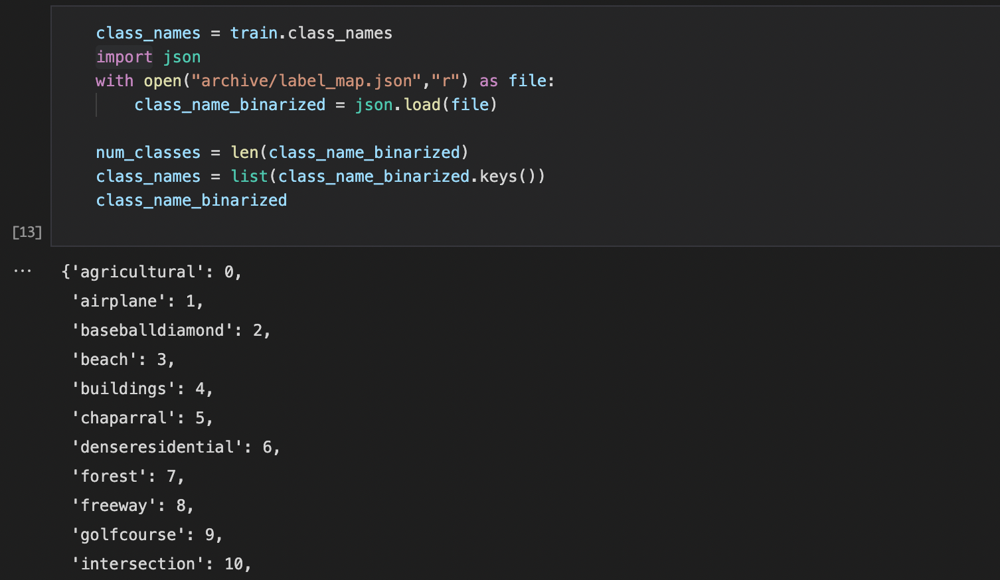 class_names = train.class_names
import json
with open("archive/label_map.json","r") as file:
    class_name_binarized = json.load(file)

num_classes = len(class_name_binarized)
class_names = list(class_name_binarized.keys())
class_name_binarized
[13]
... {'agricultural': 0,
 'airplane': 1,
 'baseballdiamond': 2,
 'beach': 3,
 'buildings': 4,
 'chaparral': 5,
 'denseresidential': 6,
 'forest': 7,
 'freeway': 8,
 'golfcourse': 9,
 'intersection': 10,